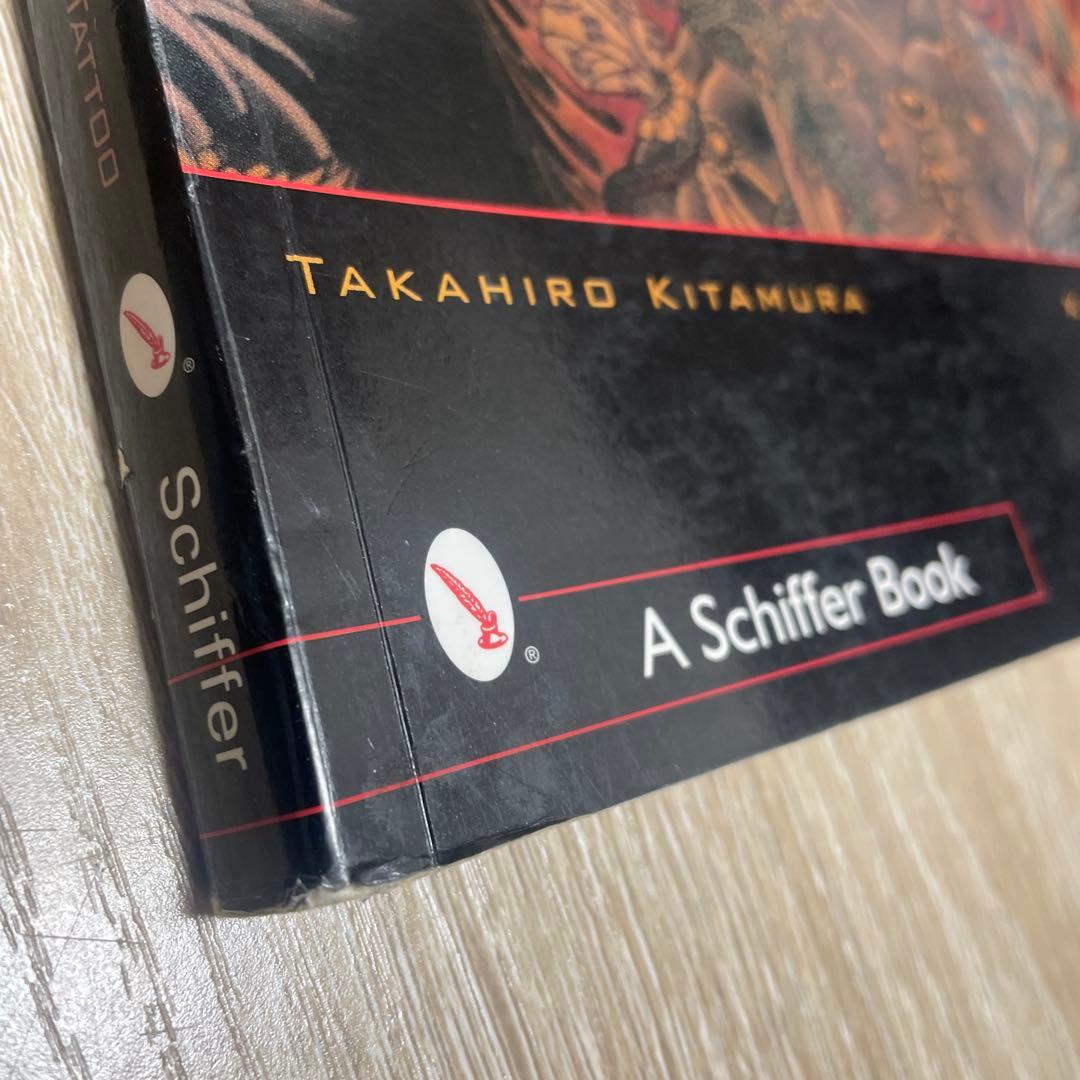 TATTOO
®
Schiffer
TAKAHIRO KITAMURA
®
A Schiffer Book